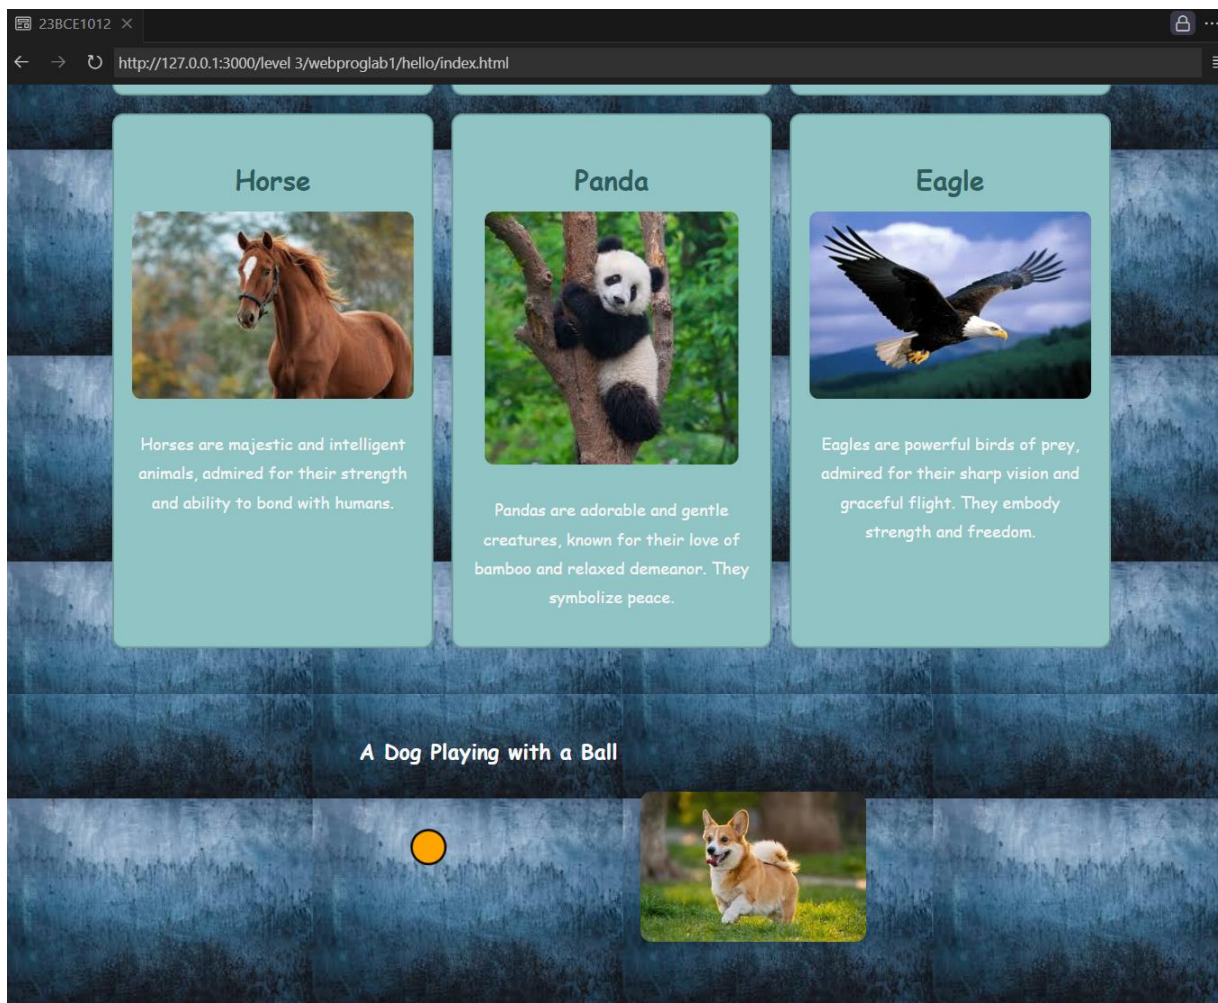 23BCE1012
http://127.0.0.1:3000/level 3/webproglab1/hello/index.html
Horse
Horses are majestic and intelligent
animals, admired for their strength
and ability to bond with humans.
Panda
Pandas are adorable and gentle
creatures, known for their love of
bamboo and relaxed demeanor. They
symbolize peace.
Eagle
Eagles are powerful birds of prey,
admired for their sharp vision and
graceful flight. They embody
strength and freedom.
A Dog Playing with a Ball